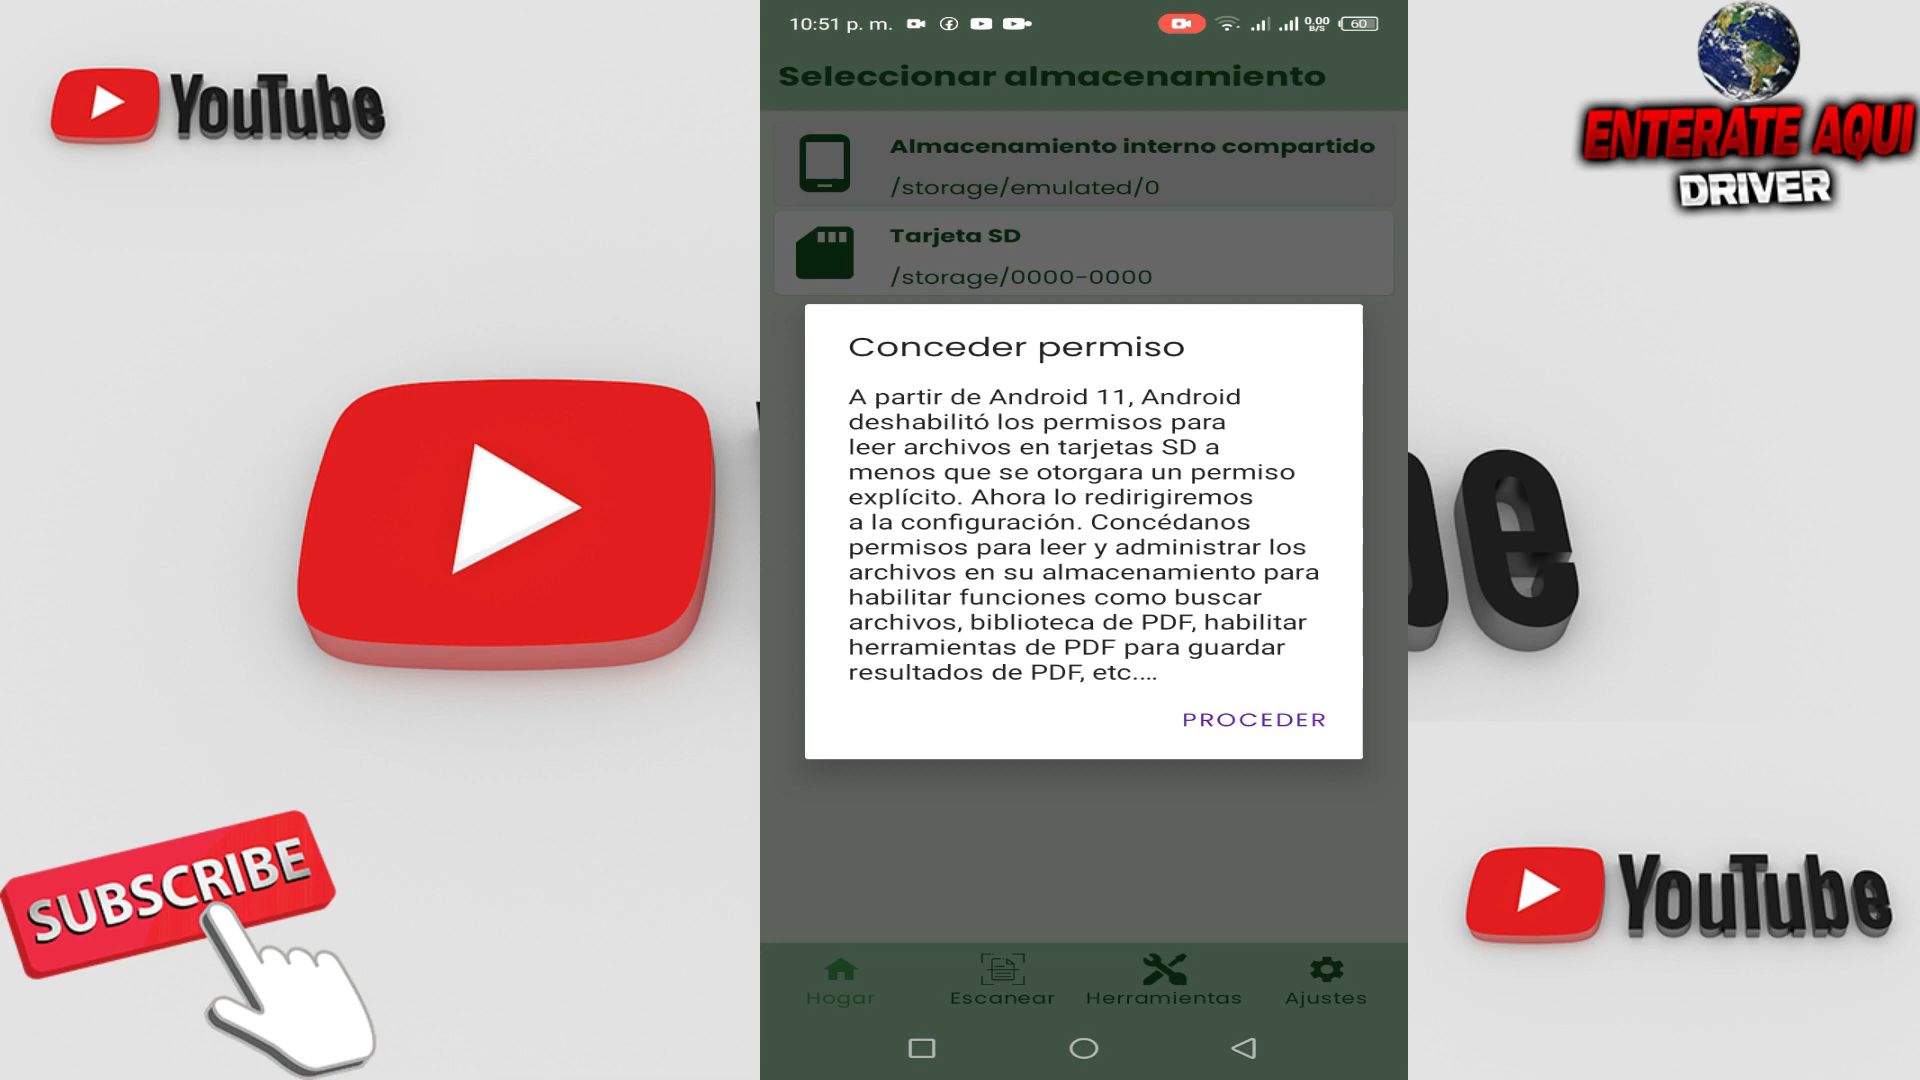 YouTube
10:51 p. m.
0.00
B/S
60
Seleccionar almacenamiento
Almacenamiento interno compartido
/storage/emulated/0
Tarjeta SD
/storage/0000-0000
Conceder permiso
A partir de Android 11, Android
deshabilitó los permisos para
leer archivos en tarjetas SD a
menos que se otorgara un permiso
explícito. Ahora lo redirigiremos
a la configuración. Concédanos
permisos para leer y administrar los
archivos en su almacenamiento para
habilitar funciones como buscar
archivos, biblioteca de PDF, habilitar
herramientas de PDF para guardar
resultados de PDF, etc....
PROCEDER
Hogar
Escanear
Herramientas
Ajustes
ENTERATE AQUI
DRIVER
be
SUBSCRIBE
YouTube